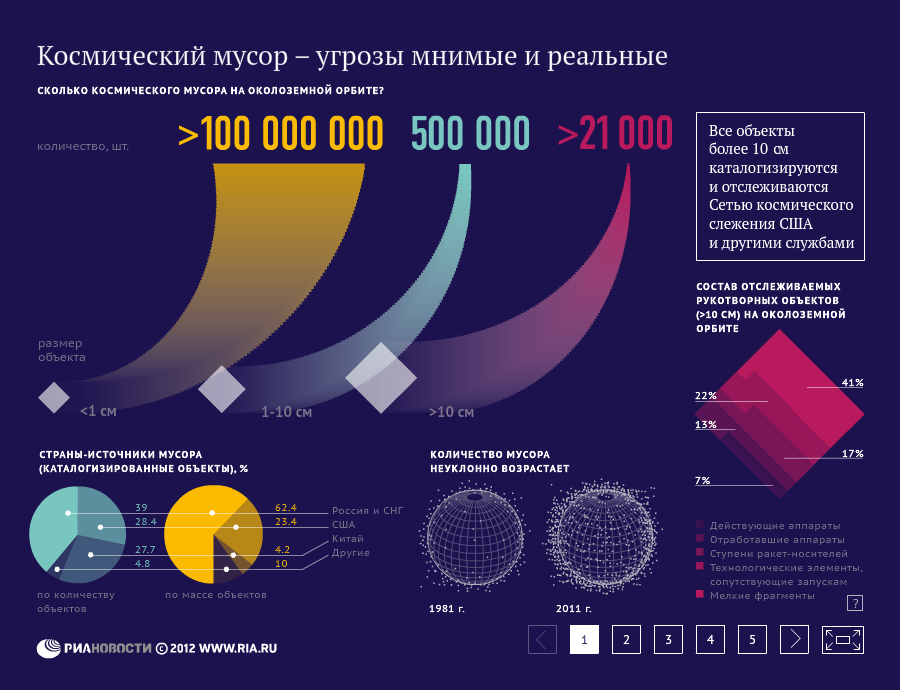 Космический мусор – угрозы мнимые и реальные
СКОЛЬКО КОСМИЧЕСКОГО МУСОРА НА ОКОЛОЗЕМНОЙ ОРБИТЕ?
количество, шт.
>100 000 000
500 000
>21 000
Все объекты
более 10 см
каталогизируются
и отслеживаются
Сетью космического
слежения США
и другими службами
размер
объекта
<1 см
1-10 см
>10 см
СОСТАВ ОТСЛЕЖИВАЕМЫХ
РУКОТВОРНЫХ ОБЪЕКТОВ
(>10 СМ) НА ОКОЛОЗЕМНОЙ
ОРБИТЕ
41%
22%
13%
17%
7%
Действующие аппараты
Отработавшие аппараты
Ступени ракет-носителей
Технологические элементы,
сопутствующие запускам
Мелкие фрагменты
?
СТРАНЫ-ИСТОЧНИКИ МУСОРА
(КАТАЛОГИЗИРОВАННЫЕ ОБЪЕКТЫ), %
39
28.4
27.7
4.8
62.4
23.4
4.2
10
Россия и СНГ
США
Китай
Другие
по количеству
объектов
по массе объектов
КОЛИЧЕСТВО МУСОРА
НЕУКЛОННО ВОЗРАСТАЕТ
1981 г.
2011 г.
РИАНОВОСТИ © 2012 WWW.RIA.RU
1 2 3 4 5